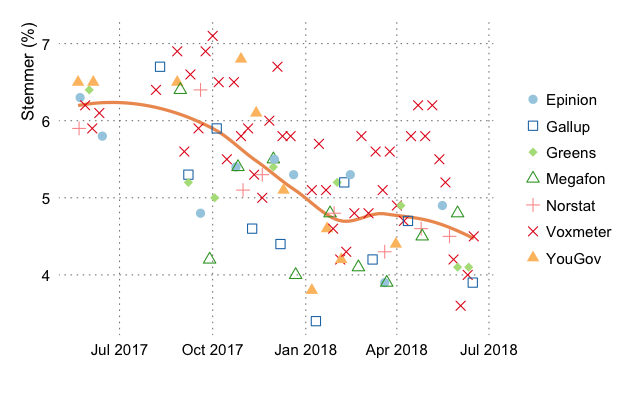 Stemmer (%)
7
6
5
4
Jul 2017
Oct 2017
Jan 2018
Apr 2018
Jul 2018
Epinion
Gallup
Greens
Megafon
Norstat
Voxmeter
YouGov